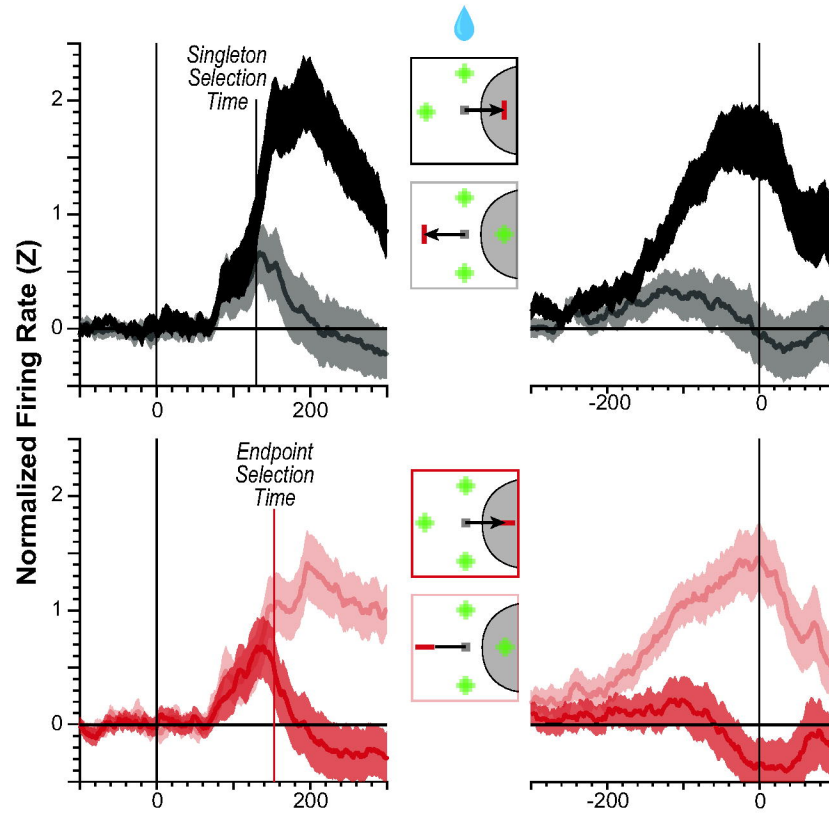 Normalized Firing Rate (Z)
Singleton
Selection
Time
2
1
0
0
200
-200
0
Endpoint
Selection
Time
2
1
0
0
200
-200
0